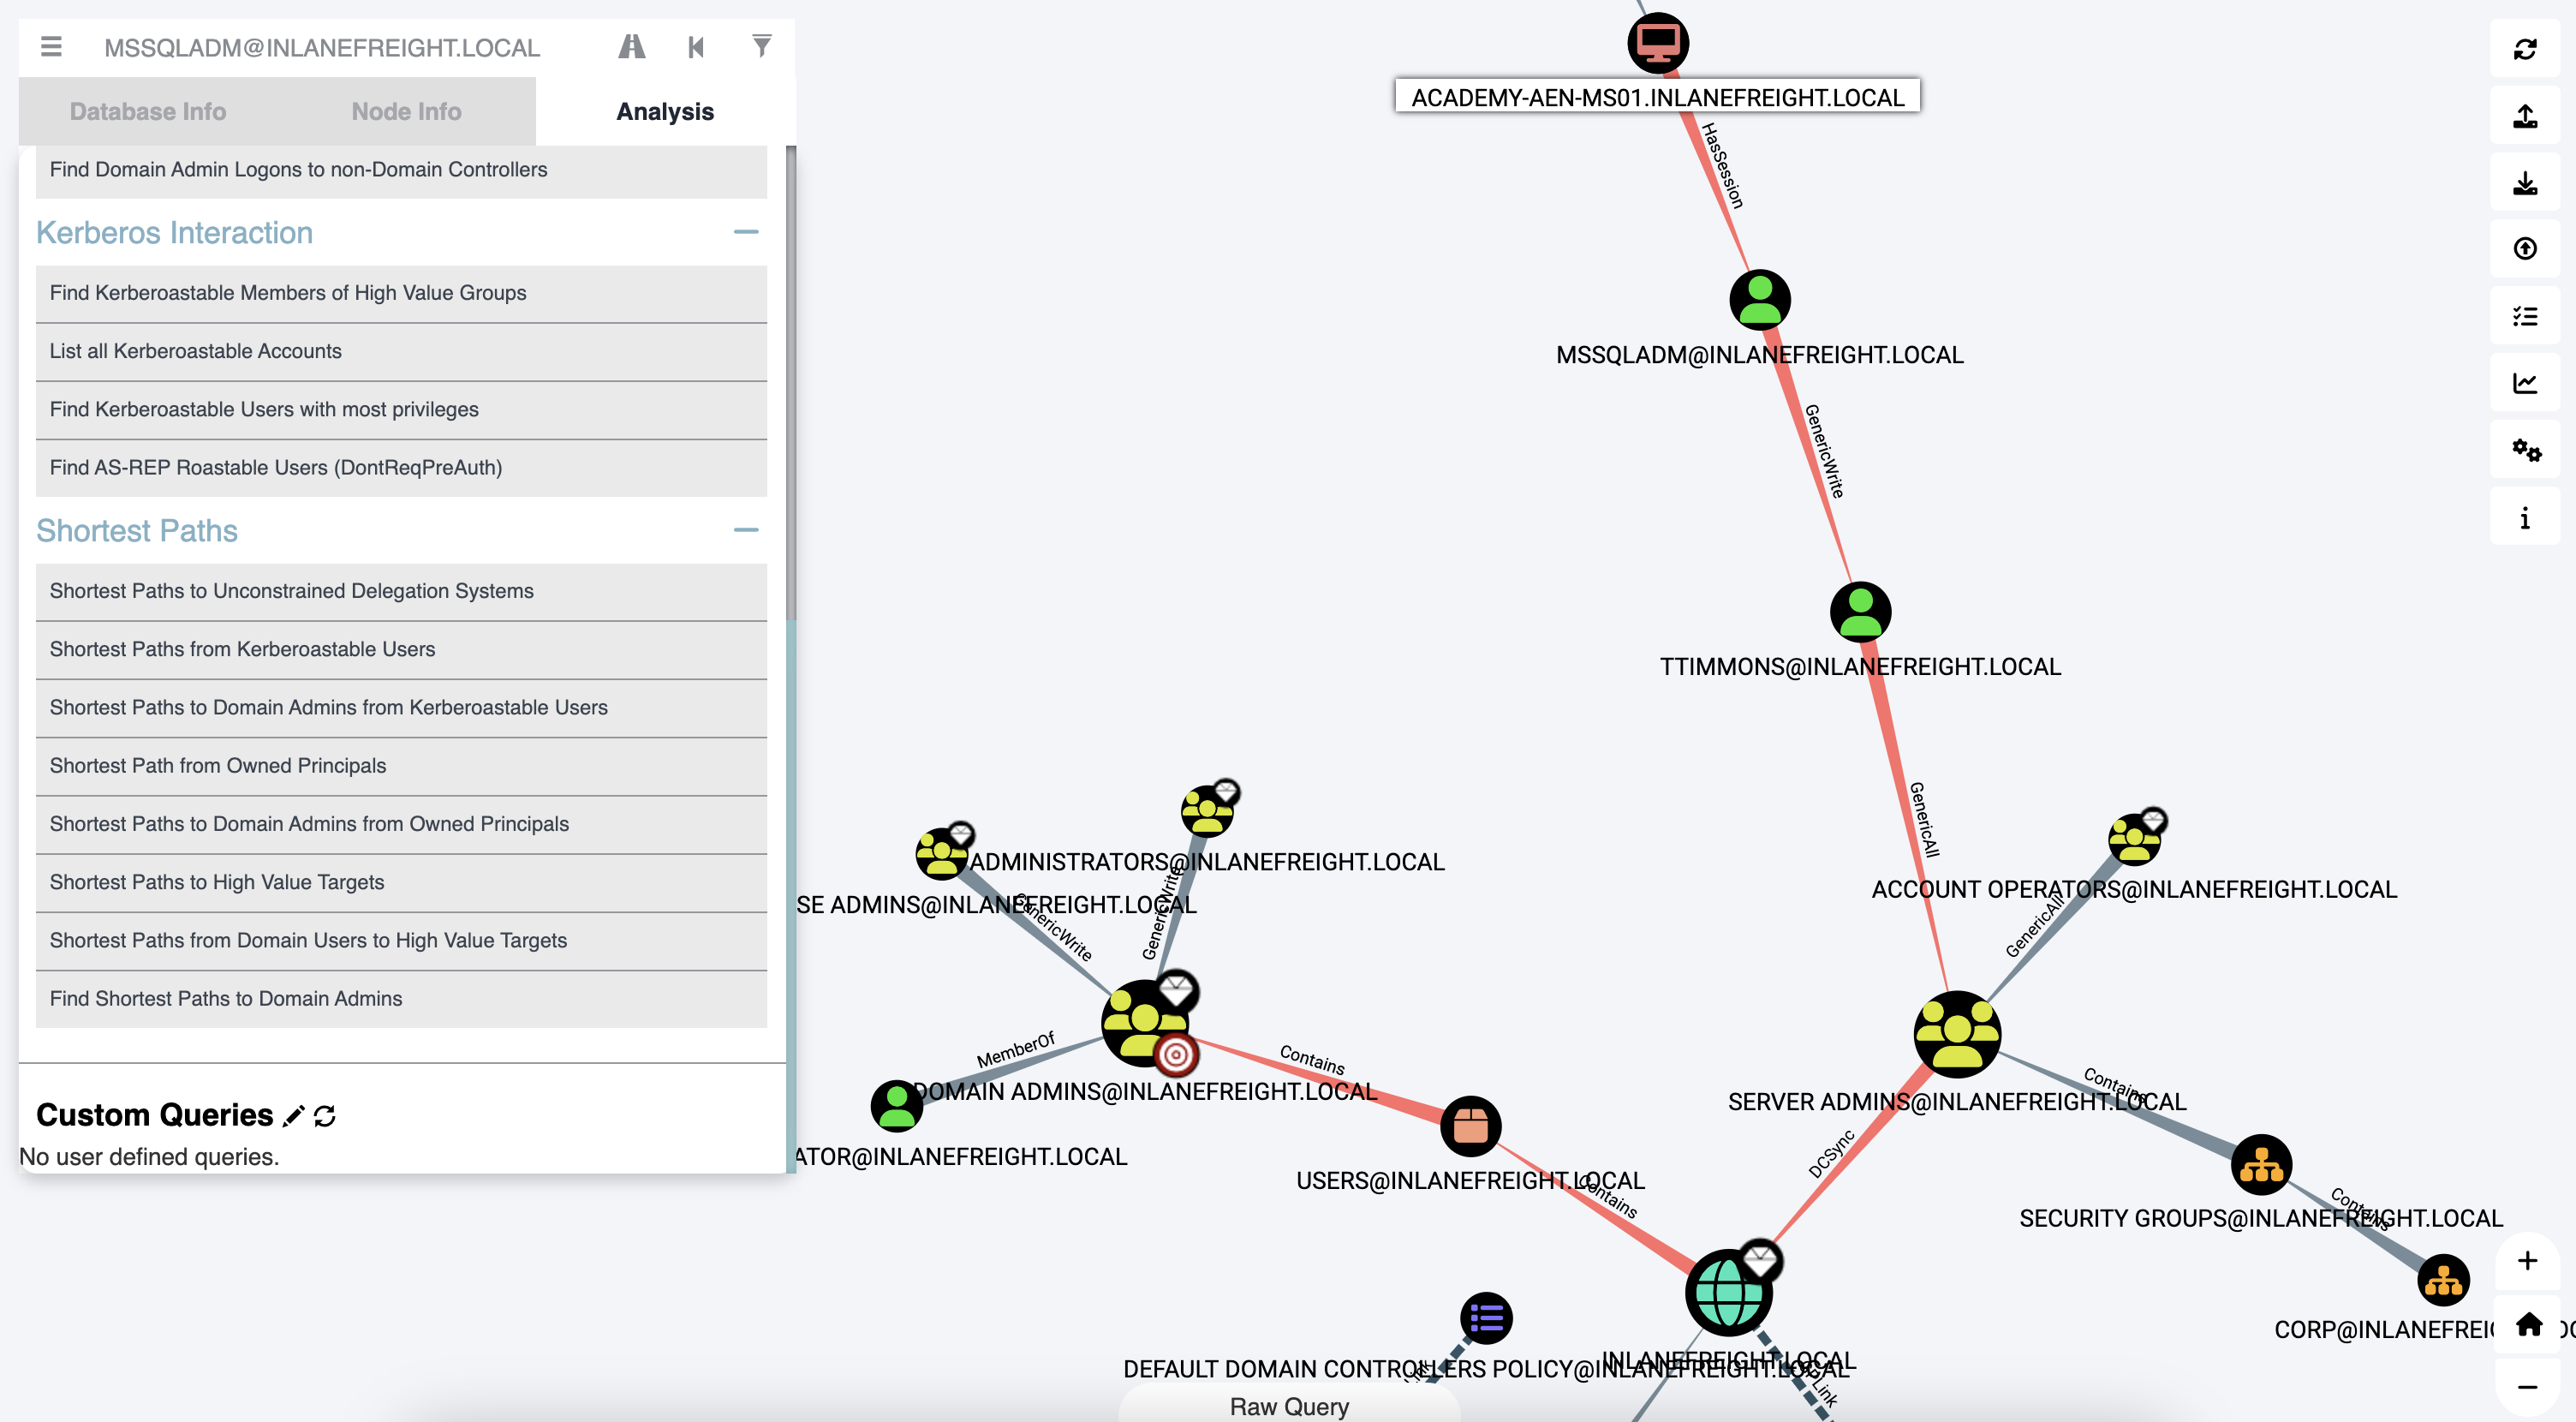 MSSQLADM@INLANEFREIGHT.LOCAL
Database Info
Node Info
Analysis
Find Domain Admin Logons to non-Domain Controllers
Kerberos Interaction
Find Kerberoastable Members of High Value Groups
List all Kerberoastable Accounts
Find Kerberoastable Users with most privileges
Find AS-REP Roastable Users (DontReqPreAuth)
Shortest Paths
Shortest Paths to Unconstrained Delegation Systems
Shortest Paths from Kerberoastable Users
Shortest Paths to Domain Admins from Kerberoastable Users
Shortest Path from Owned Principals
Shortest Paths to Domain Admins from Owned Principals
Shortest Paths to High Value Targets
Shortest Paths from Domain Users to High Value Targets
Find Shortest Paths to Domain Admins
Custom Queries
No user defined queries.
ACADEMY-AEN-MS01.INLANEFREIGHT.LOCAL
HasSession
MSSQLADM@INLANEFREIGHT.LOCAL
GenericWrite
TTIMMONS@INLANEFREIGHT.LOCAL
GenericAll
ADMINISTRATORS@INLANEFREIGHT.LOCAL
GenericWrite
SE ADMINS@INLANEFREIGHT.LOCAL
GenericWrite
ACCOUNT OPERATORS@INLANEFREIGHT.LOCAL
GenericAll
MemberOf
Contains
DOMAIN ADMINS@INLANEFREIGHT.LOCAL
SERVER ADMINS@INLANEFREIGHT.LOCAL
Contains
ATOR@INLANEFREIGHT.LOCAL
DCSync
USERS@INLANEFREIGHT.LOCAL
Contains
SECURITY GROUPS@INLANEFREIGHT.LOCAL
Contains
CORP@INLANEFREI
INLANEFREIGHT.LOCAL
DEFAULT DOMAIN CONTROLLERS POLICY@INLANEFREIGHT.LOCAL
Raw Query